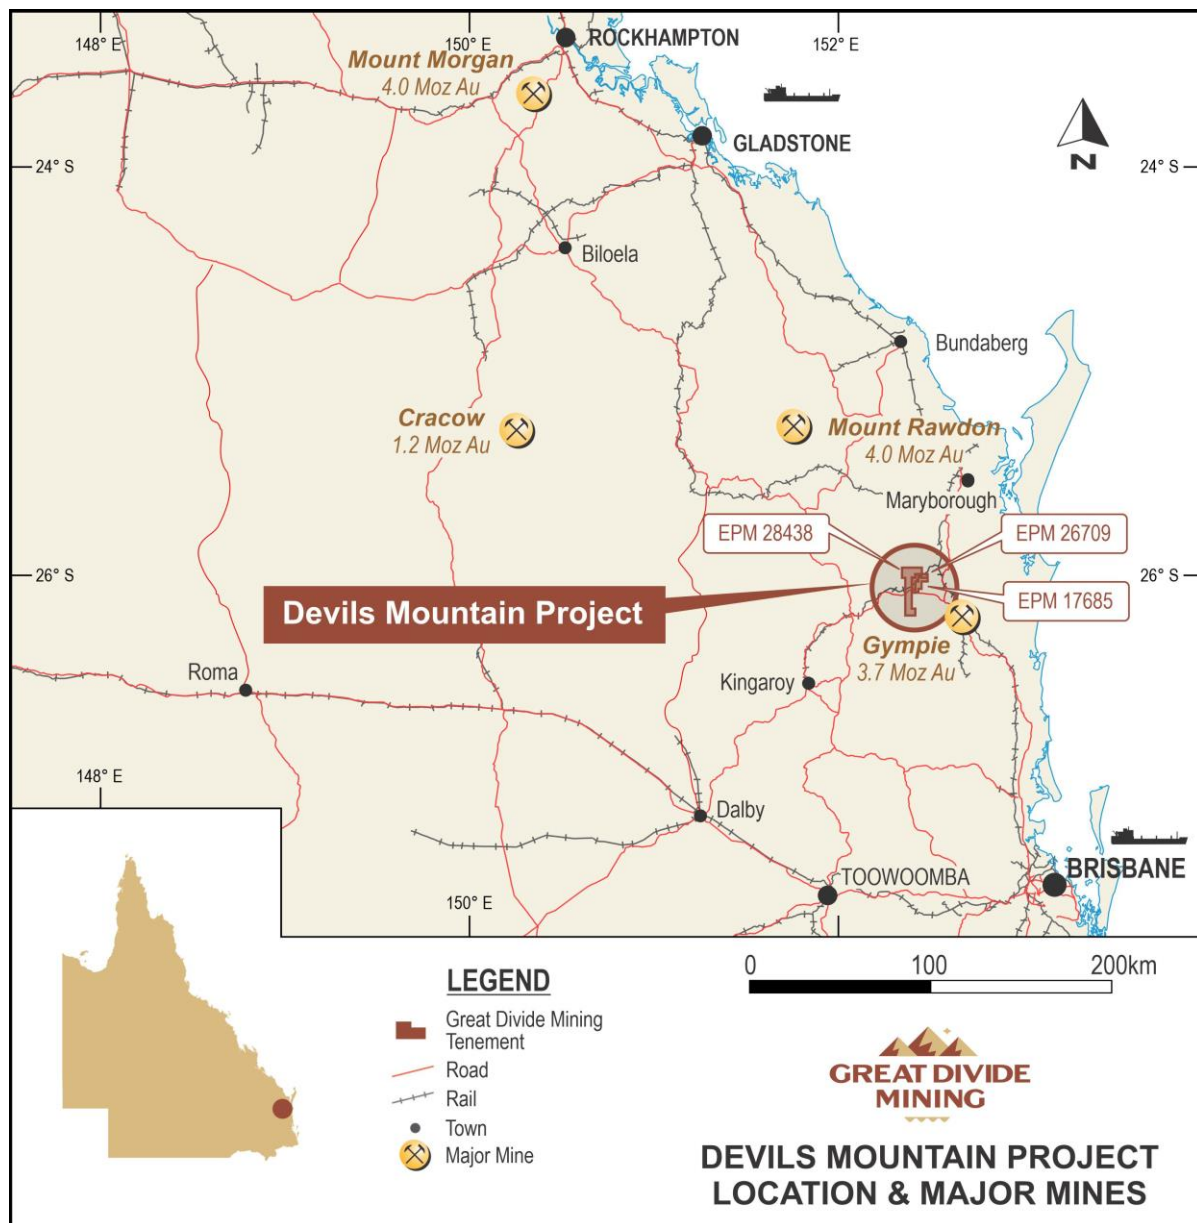 148° E
150° E
152° E
ROCKHAMPTON
Mount Morgan
4.0 Moz Au
GLADSTONE
N
24° S
24° S
Biloela
Bundaberg
Cracow
1.2 Moz Au
Mount Rawdon
4.0 Moz Au
Maryborough
EPM 28438
EPM 26709
26° S
26° S
EPM 17685
Devils Mountain Project
Gympie
3.7 Moz Au
Roma
Kingaroy
148° E
Dalby
BRISBANE
TOOWOOMBA
150° E
152° E
LEGEND
Great Divide Mining
Tenement
Road
Rail
Town
Major Mine
0 100 200km
GREAT DIVIDE
MINING
DEVILS MOUNTAIN PROJECT
LOCATION & MAJOR MINES